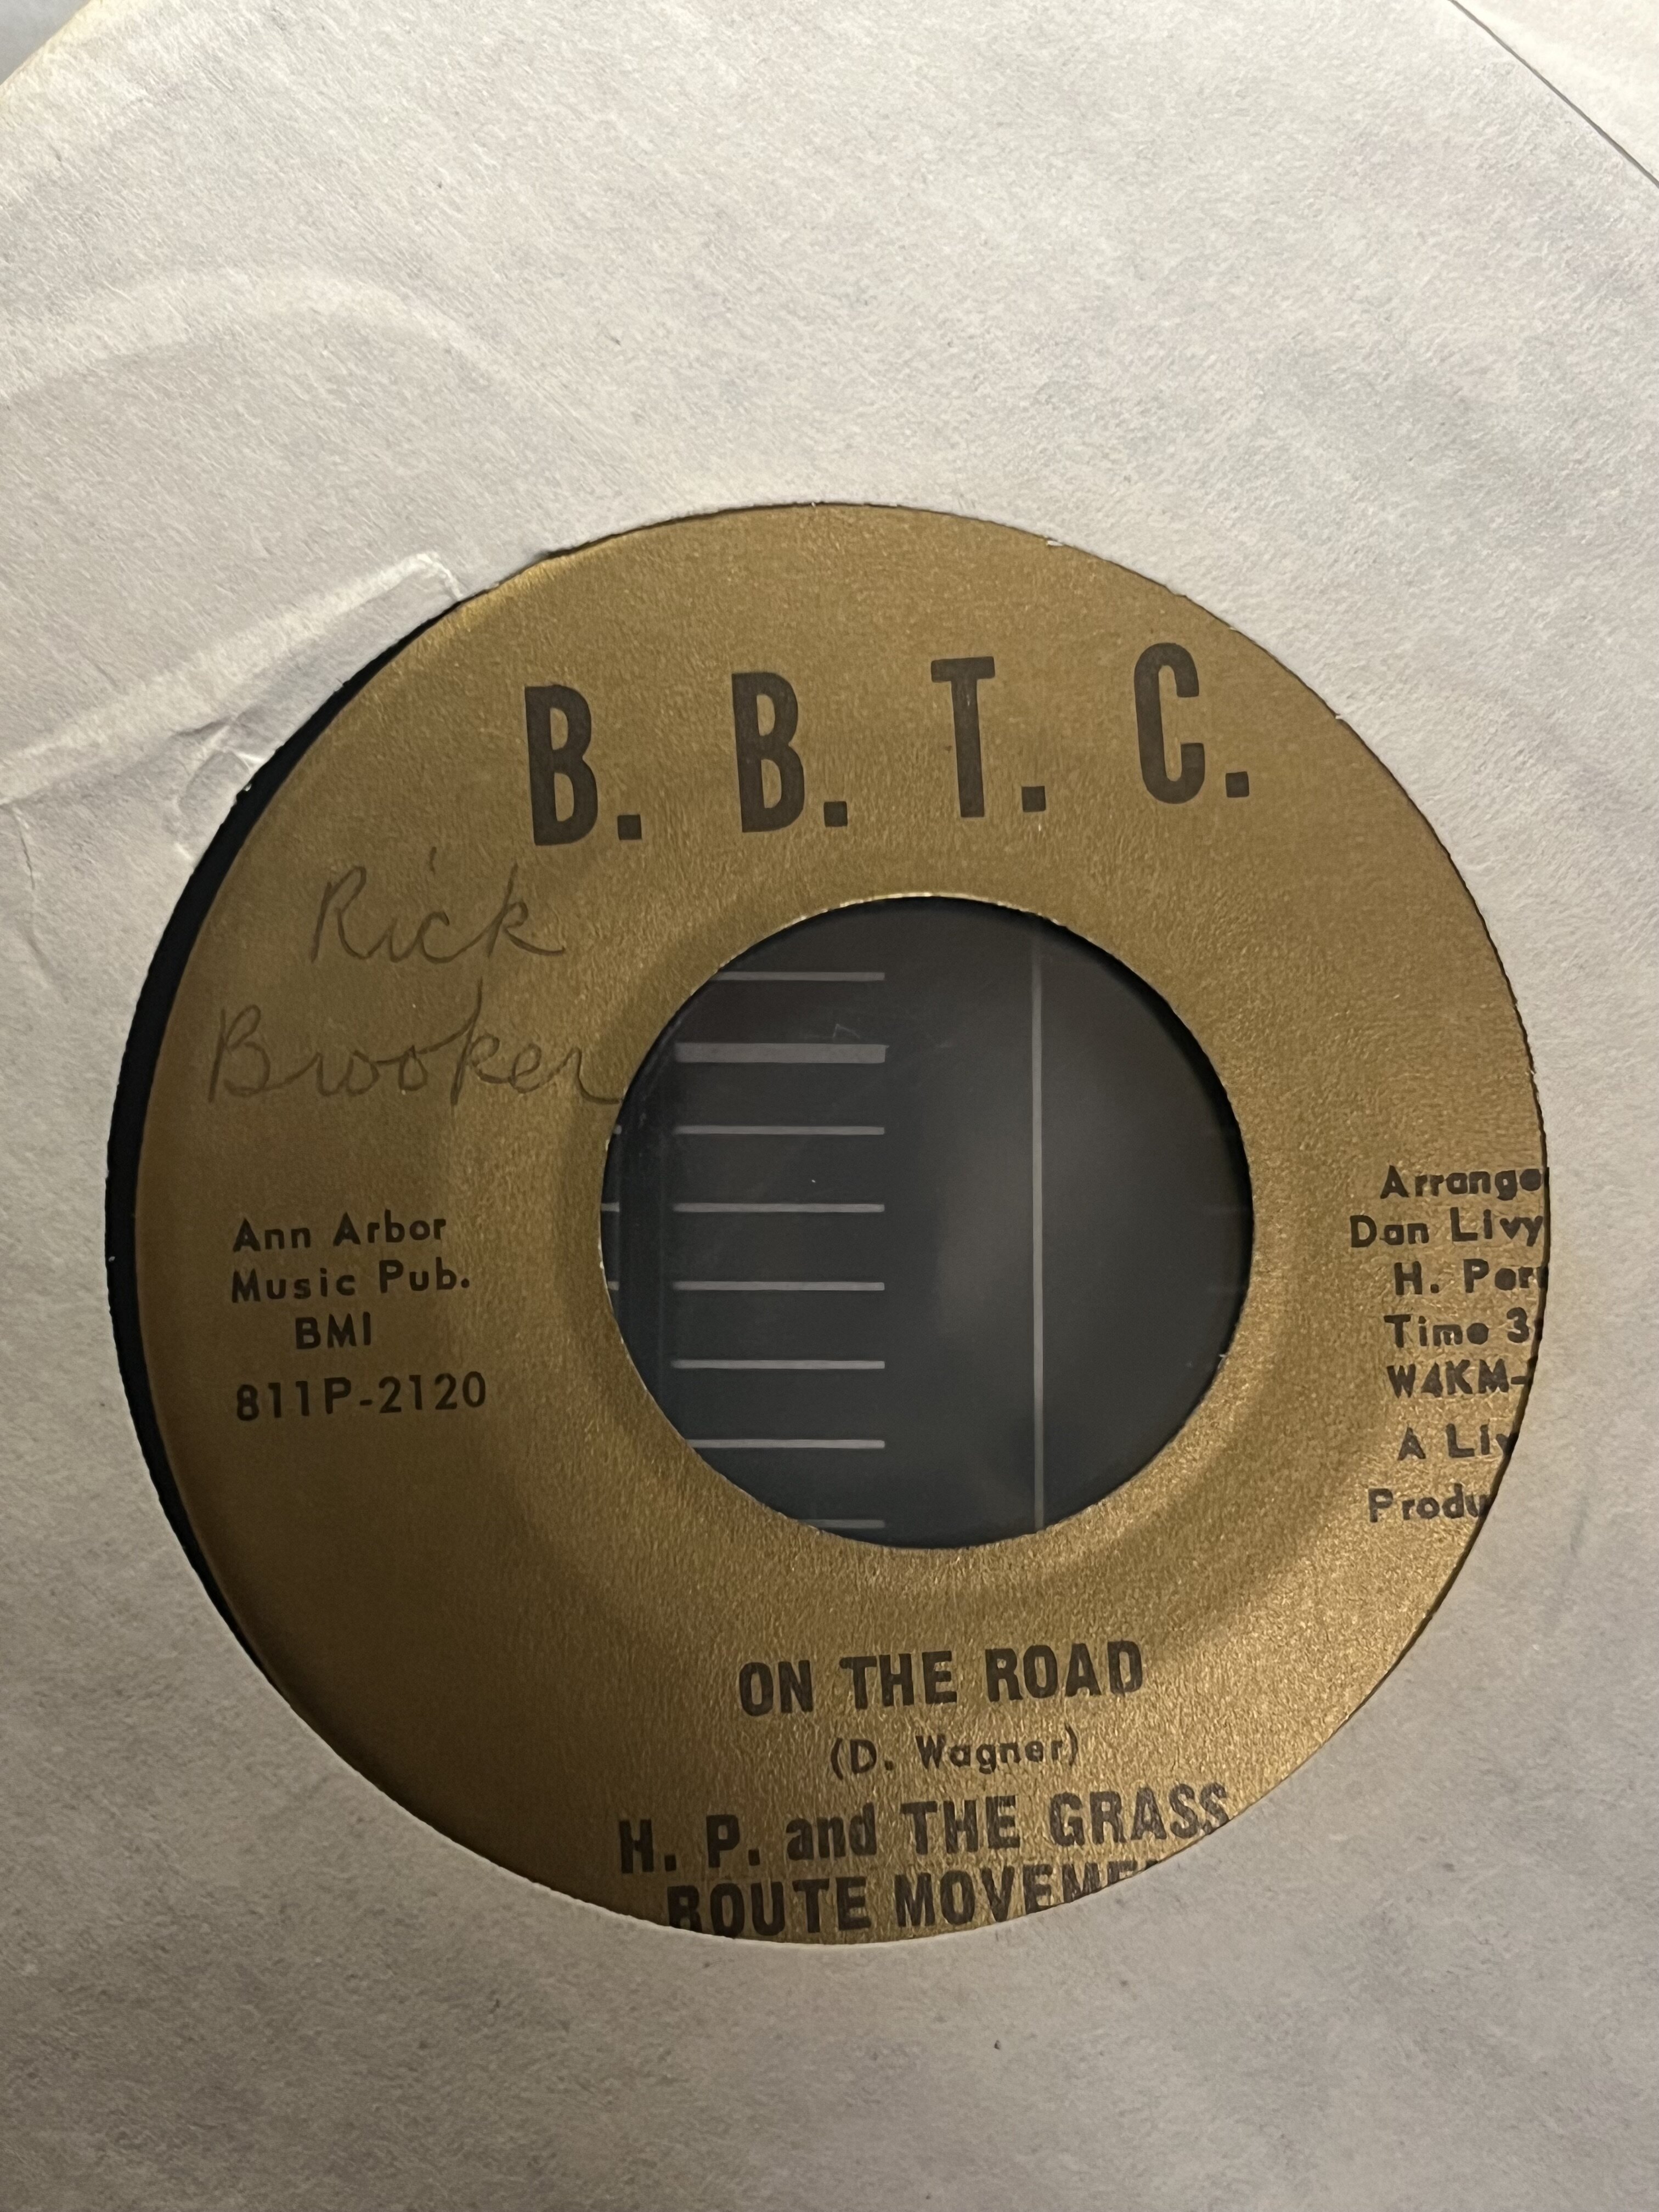 B. B. T. C.
Rick
Brooker
Ann Arbor
Music Pub.
BMI
811P-2120
Arrange
Dan Livy
H. Per
Time 3:
W4KM-
A Liv
Produ
ON THE ROAD
(D. Wagner)
H. P. and THE GRASS
ROUTE MOVEMEN